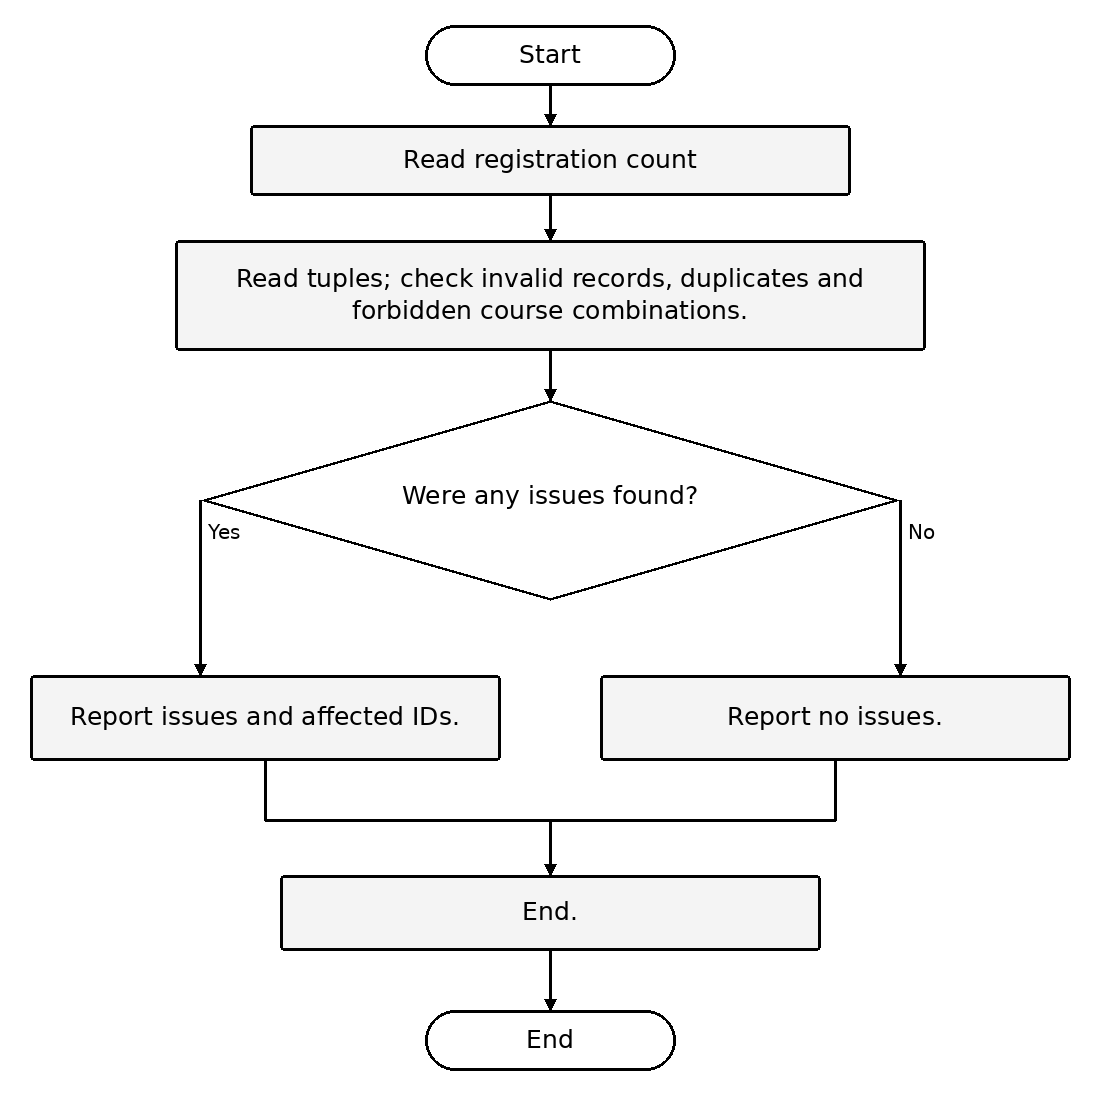 Start
Read registration count
Read tuples; check invalid records, duplicates and
forbidden course combinations.
Were any issues found?
Yes
No
Report issues and affected IDs.
Report no issues.
End.
End